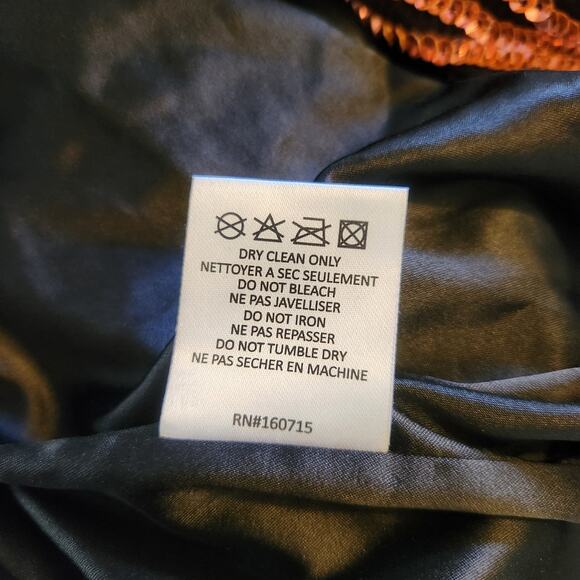 DRY CLEAN ONLY
NETTOYER A SEC SEULEMENT
DO NOT BLEACH
NE PAS JAVELLISER
DO NOT IRON
NE PAS REPASSER
DO NOT TUMBLE DRY
NE PAS SECHER EN MACHINE
RN#160715